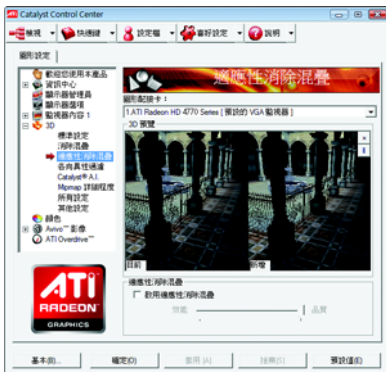 Catalyst Control Center
檢視
快速鍵
設定檔
喜好設定
說明
圖形設定
歡迎您使用本產品
資訊中心
顯示器管理員
顯示器選項
監視器內容 1
3D
標準設定
消除混疊
適應性消除混疊
各向異性過濾
Catalyst® A.I.
Mipmap 詳細程度
所有設定
其他設定
顏色
Avivo™ 影像
ATI Overdrive™
ATI
RADEON
GRAPHICS
適應性消除混疊
圖形配接卡：
1.ATI Radeon HD 4770 Series [ 預設的 VGA 監視器 ]
3D 預覽
目前
新增
適應性消除混疊
啟用適應性消除混疊
效能
品質
基本(B)...
確定(O)
套用 (A)
捨棄(S)
預設值(E)